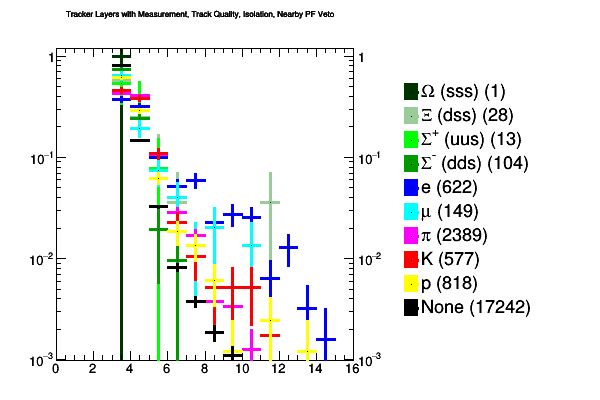 Tracker Layers with Measurement, Track Quality, Isolation, Nearby PF Veto
1
10⁻¹
10⁻²
10⁻³
1
10⁻¹
10⁻²
10⁻³
0 2 4 6 8 10 12 14 16
Ω (sss) (1)
Ξ (dss) (28)
Σ⁺ (uus) (13)
Σ⁻ (dds) (104)
e (622)
μ (149)
π (2389)
K (577)
p (818)
None (17242)